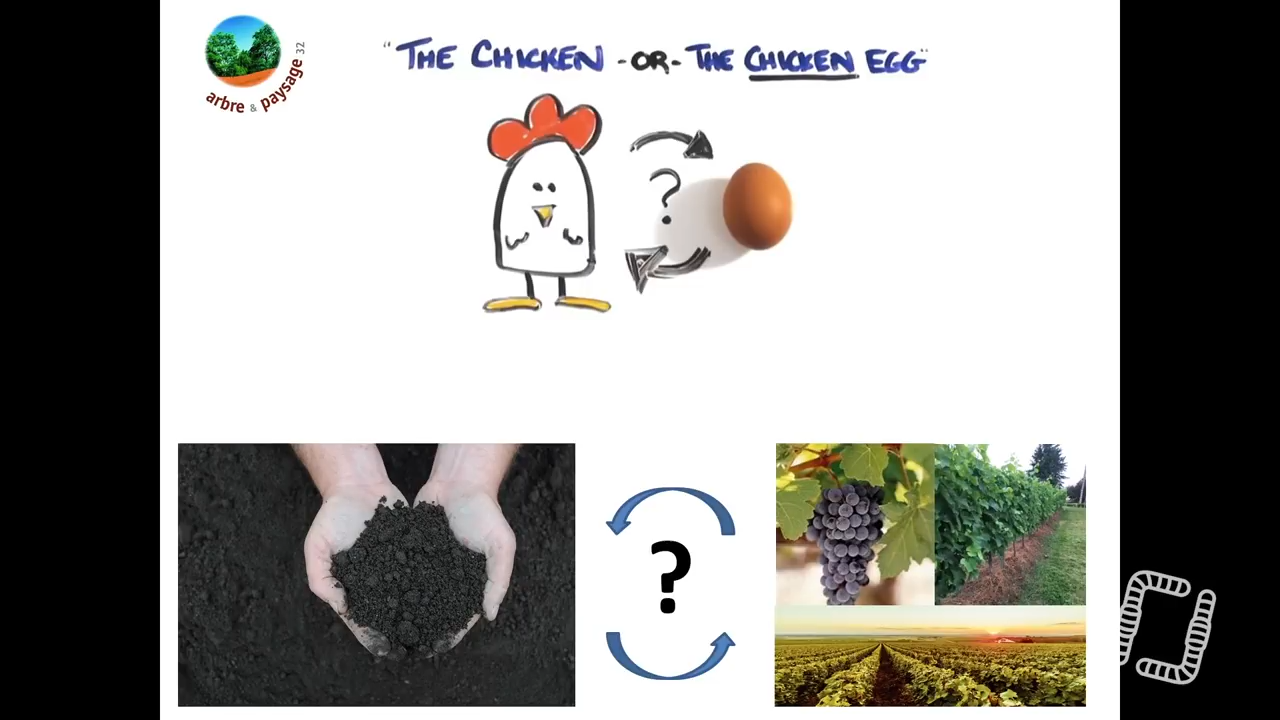 arbre & paysage 32
"THE CHICKEN -OR- THE CHICKEN EGG"
?
?